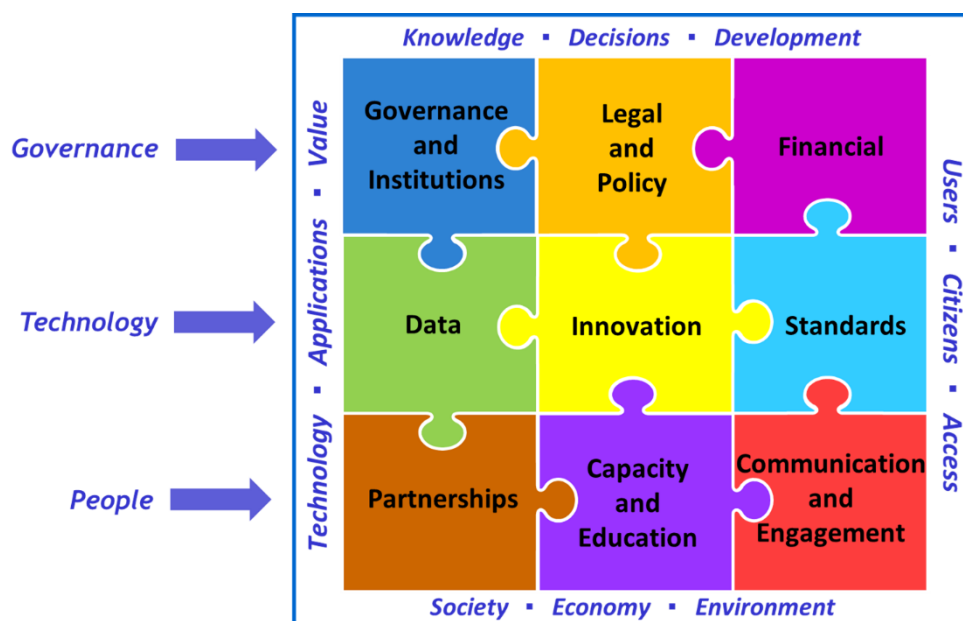 Knowledge ▪ Decisions ▪ Development
Governance
Technology
People
Technology ▪ Applications ▪ Value
Governance
and
Institutions
Legal
and
Policy
Financial
Data
Innovation
Standards
Partnerships
Capacity
and
Education
Communication
and
Engagement
Users ▪ Citizens ▪ Access
Society ▪ Economy ▪ Environment